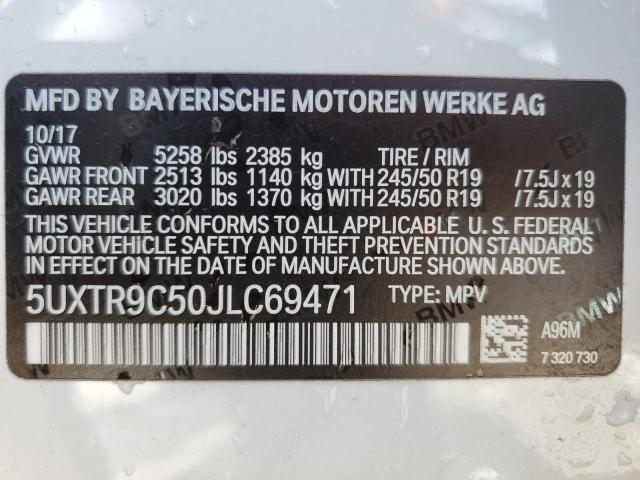 MFD BY BAYERISCHE MOTOREN WERKE AG
10/17
GVWR 5258 lbs 2385 kg TIRE / RIM
GAWR FRONT 2513 lbs 1140 kg WITH 245/50 R19 /7.5J x 19
GAWR REAR 3020 lbs 1370 kg WITH 245/50 R19 /7.5J x 19
THIS VEHICLE CONFORMS TO ALL APPLICABLE U.S. FEDERAL
MOTOR VEHICLE SAFETY AND THEFT PREVENTION STANDARDS
IN EFFECT ON THE DATE OF MANUFACTURE SHOWN ABOVE.
5UXTR9C50JLC69471 TYPE: MPV
A96M
7 320 730